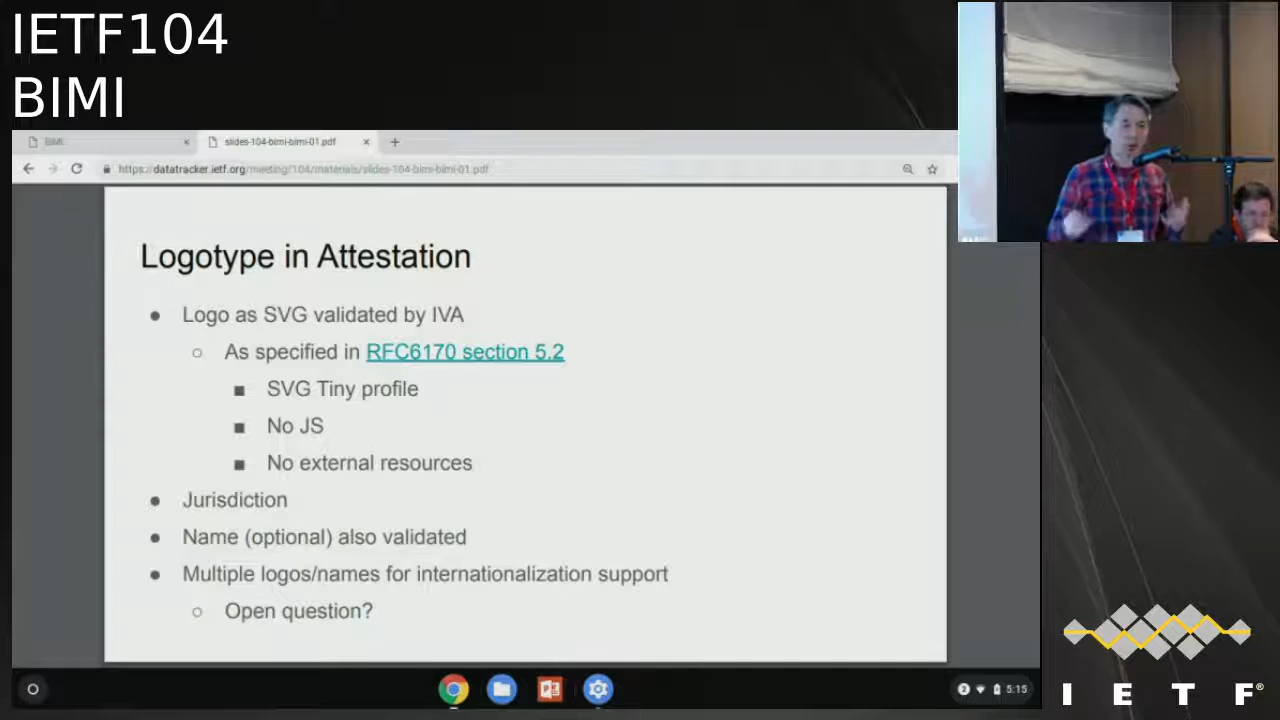 IETF104
BIMI
BIMI
slides-104-bimi-bimi-01.pdf
https://datatracker.ietf.org/meeting/104/materials/slides-104-bimi-bimi-01.pdf
Logotype in Attestation
Logo as SVG validated by IVA
As specified in RFC6170 section 5.2
SVG Tiny profile
No JS
No external resources
Jurisdiction
Name (optional) also validated
Multiple logos/names for internationalization support
Open question?
2 5:15
I E T F®